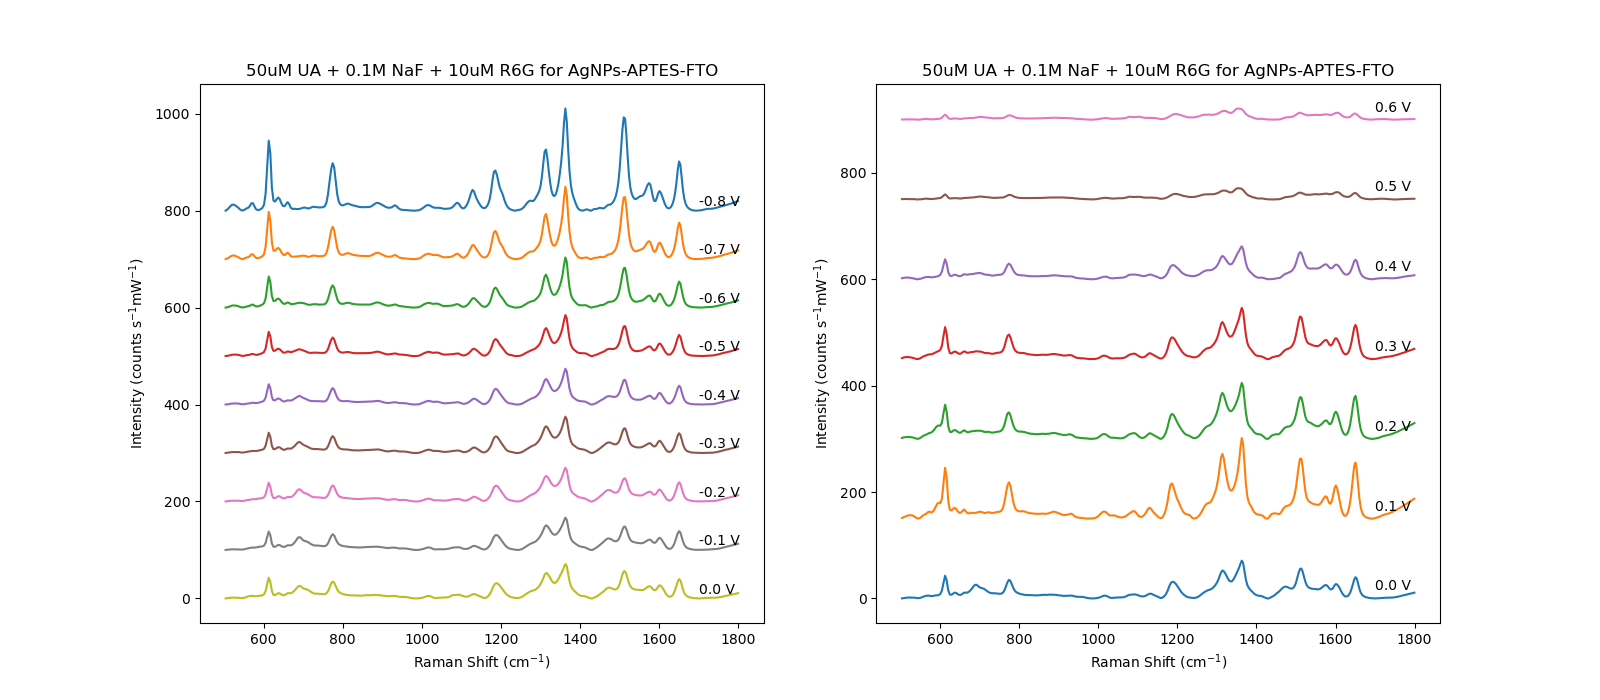 50uM UA + 0.1M NaF + 10uM R6G for AgNPs-APTES-FTO
Intensity (counts s⁻¹mW⁻¹)
1000
800
600
400
200
0
-0.8 V
-0.7 V
-0.6 V
-0.5 V
-0.4 V
-0.3 V
-0.2 V
-0.1 V
0.0 V
600 800 1000 1200 1400 1600 1800
Raman Shift (cm⁻¹)
50uM UA + 0.1M NaF + 10uM R6G for AgNPs-APTES-FTO
Intensity (counts s⁻¹mW⁻¹)
800
600
400
200
0
0.6 V
0.5 V
0.4 V
0.3 V
0.2 V
0.1 V
0.0 V
600 800 1000 1200 1400 1600 1800
Raman Shift (cm⁻¹)